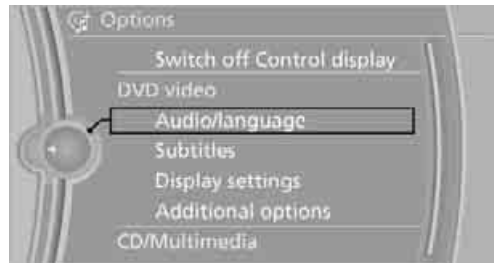 Options
Switch off Control display
DVD video
Audio/language
Subtitles
Display settings
Additional options
CD/Multimedia